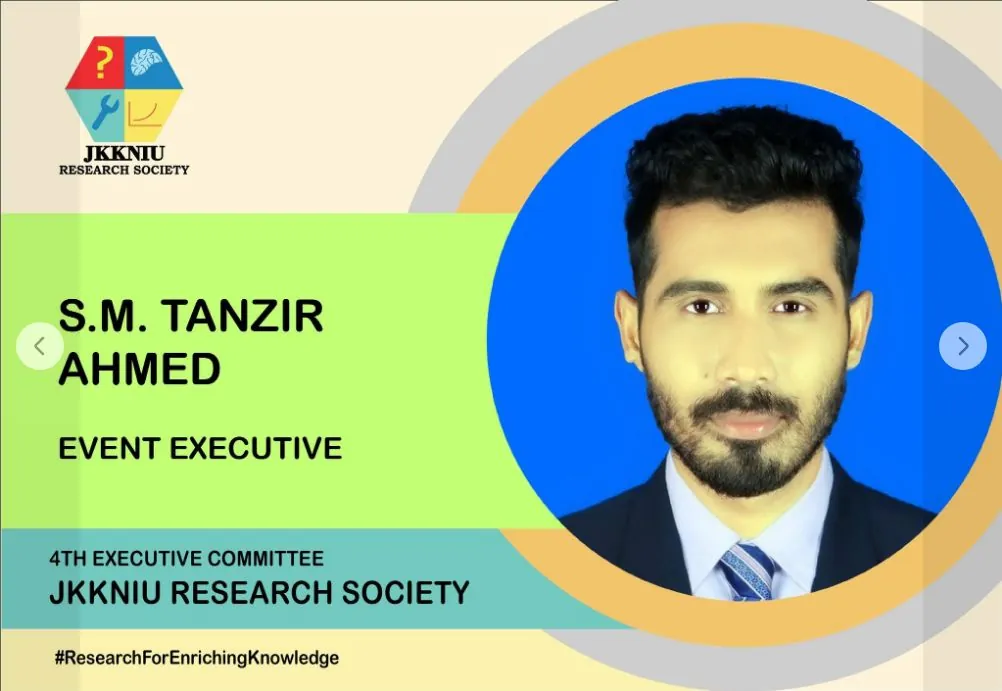 ?
JKKNIU
RESEARCH SOCIETY
S.M. TANZIR
AHMED
EVENT EXECUTIVE
4TH EXECUTIVE COMMITTEE
JKKNIU RESEARCH SOCIETY
#ResearchForEnrichingKnowledge